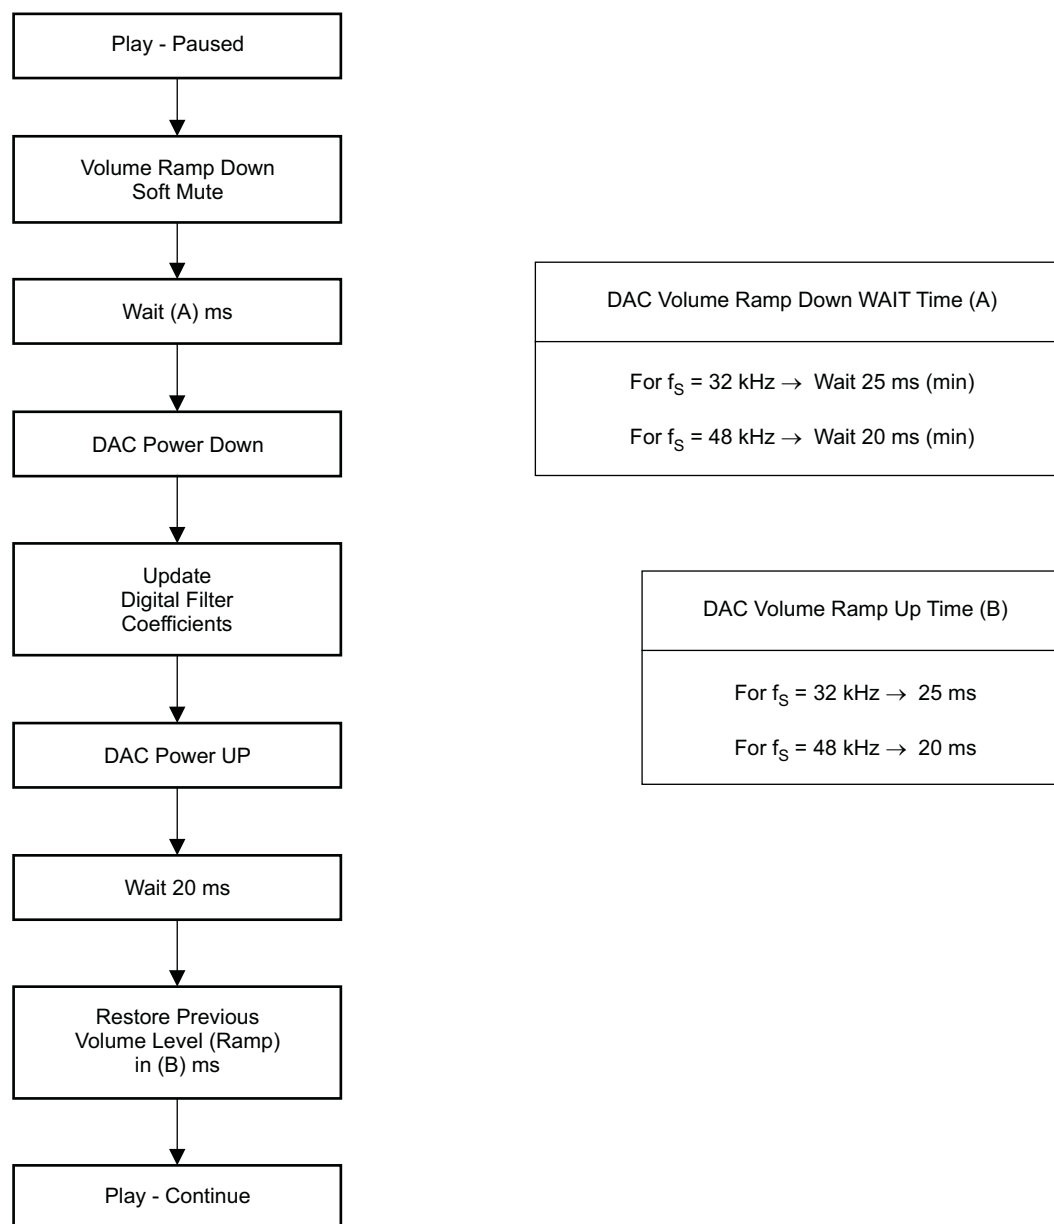 Play - Paused
Volume Ramp Down
Soft Mute
Wait (A) ms
DAC Power Down
Update
Digital Filter
Coefficients
DAC Power UP
Wait 20 ms
Restore Previous
Volume Level (Ramp)
in (B) ms
Play - Continue
DAC Volume Ramp Down WAIT Time (A)
For fS = 32 kHz → Wait 25 ms (min)
For fS = 48 kHz → Wait 20 ms (min)
DAC Volume Ramp Up Time (B)
For fS = 32 kHz → 25 ms
For fS = 48 kHz → 20 ms